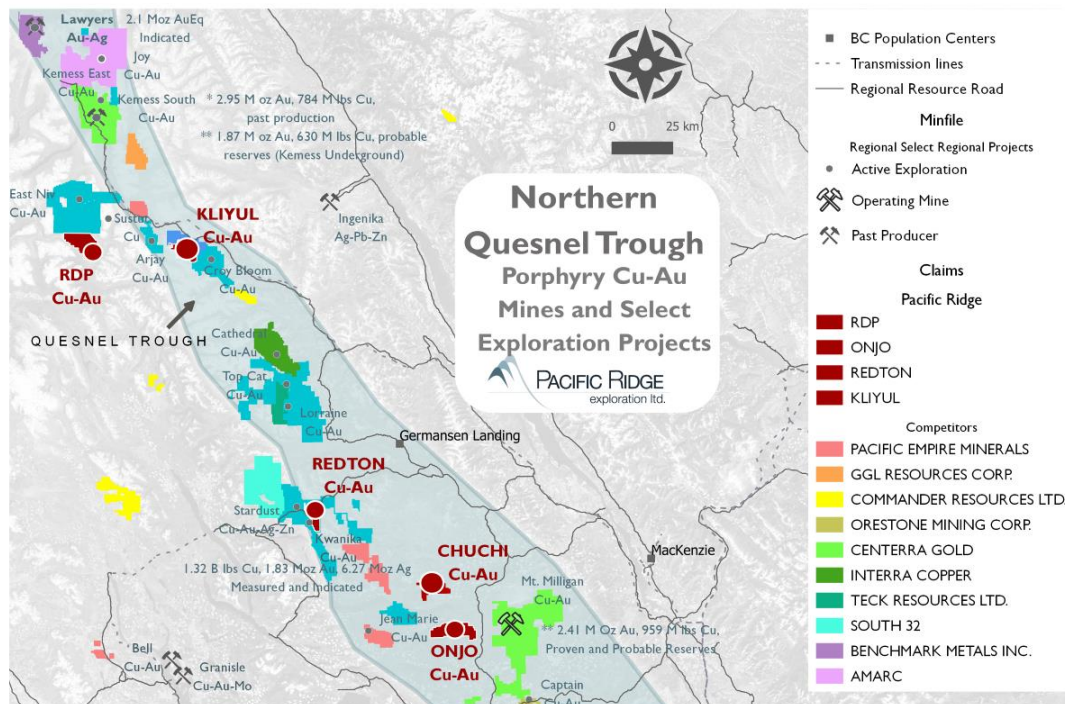 Lawyers
Au-Ag
2.1 Moz AuEq
Indicated
Joy
Cu-Au
Kemess East
Cu-Au
Kemess South
Cu-Au
* 2.95 M oz Au, 784 M lbs Cu,
past production
** 1.87 M oz Au, 630 M lbs Cu, probable
reserves (Kemess Underground)
0 25 km
East Niv
Cu-Au
Sustut
Cu
KLIYUL
Cu-Au
Ingenika
Ag-Pb-Zn
Arjay
Cu-Au
Croy Bloom
Cu-Au
RDP
Cu-Au
QUESNEL TROUGH
Northern
Quesnel Trough
Porphyry Cu-Au
Mines and Select
Exploration Projects
PACIFIC RIDGE
exploration ltd.
Cathedral
Cu-Au
Top Cat
Cu-Au
Lorraine
Cu-Au
Germansen Landing
REDTON
Cu-Au
Stardust
Cu-Au-Ag-Zn
Kwanika
Cu-Au
1.32 B lbs Cu, 1.83 Moz Au, 6.27 Moz Ag
Measured and Indicated
CHUCHI
Cu-Au
MacKenzie
Mt. Milligan
Cu-Au
Jean Marie
Cu-Au
** 2.41 M Oz Au, 959 M lbs Cu,
Proven and Probable Reserves
ONJO
Cu-Au
Bell
Cu-Au
Granisle
Cu-Au-Mo
Captain
Cu-Au
BC Population Centers
Transmission lines
Regional Resource Road
Minfile
Regional Select Regional Projects
Active Exploration
Operating Mine
Past Producer
Claims
Pacific Ridge
RDP
ONJO
REDTON
KLIYUL
Competitors
PACIFIC EMPIRE MINERALS
GGL RESOURCES CORP.
COMMANDER RESOURCES LTD.
ORESTONE MINING CORP.
CENTERRA GOLD
INTERRA COPPER
TECK RESOURCES LTD.
SOUTH 32
BENCHMARK METALS INC.
AMARC